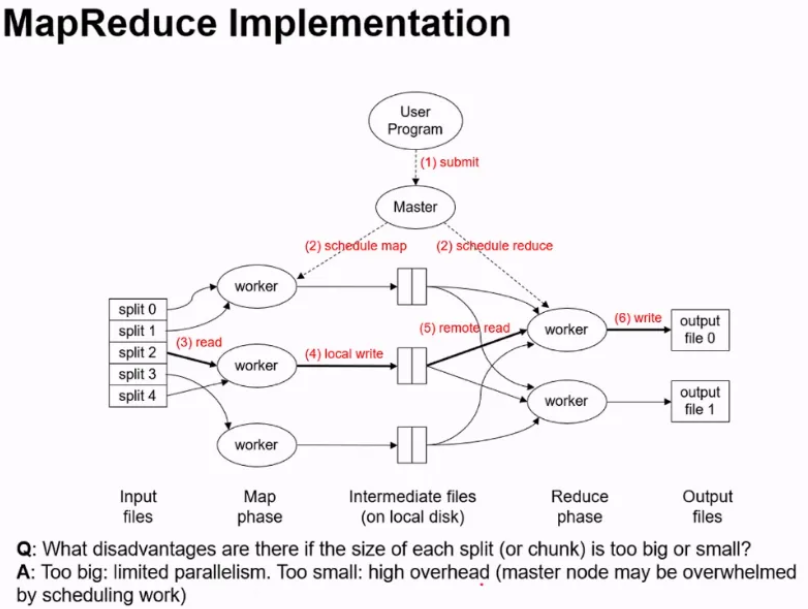 MapReduce Implementation
User
Program
(1) submit
Master
(2) schedule map
(2) schedule reduce
worker
split 0
split 1
split 2
split 3
split 4
(3) read
worker
(4) local write
worker
(5) remote read
worker
(6) write
output
file 0
worker
output
file 1
Input
files
Map
phase
Intermediate files
(on local disk)
Reduce
phase
Output
files
Q: What disadvantages are there if the size of each split (or chunk) is too big or small?
A: Too big: limited parallelism. Too small: high overhead (master node may be overwhelmed
by scheduling work)